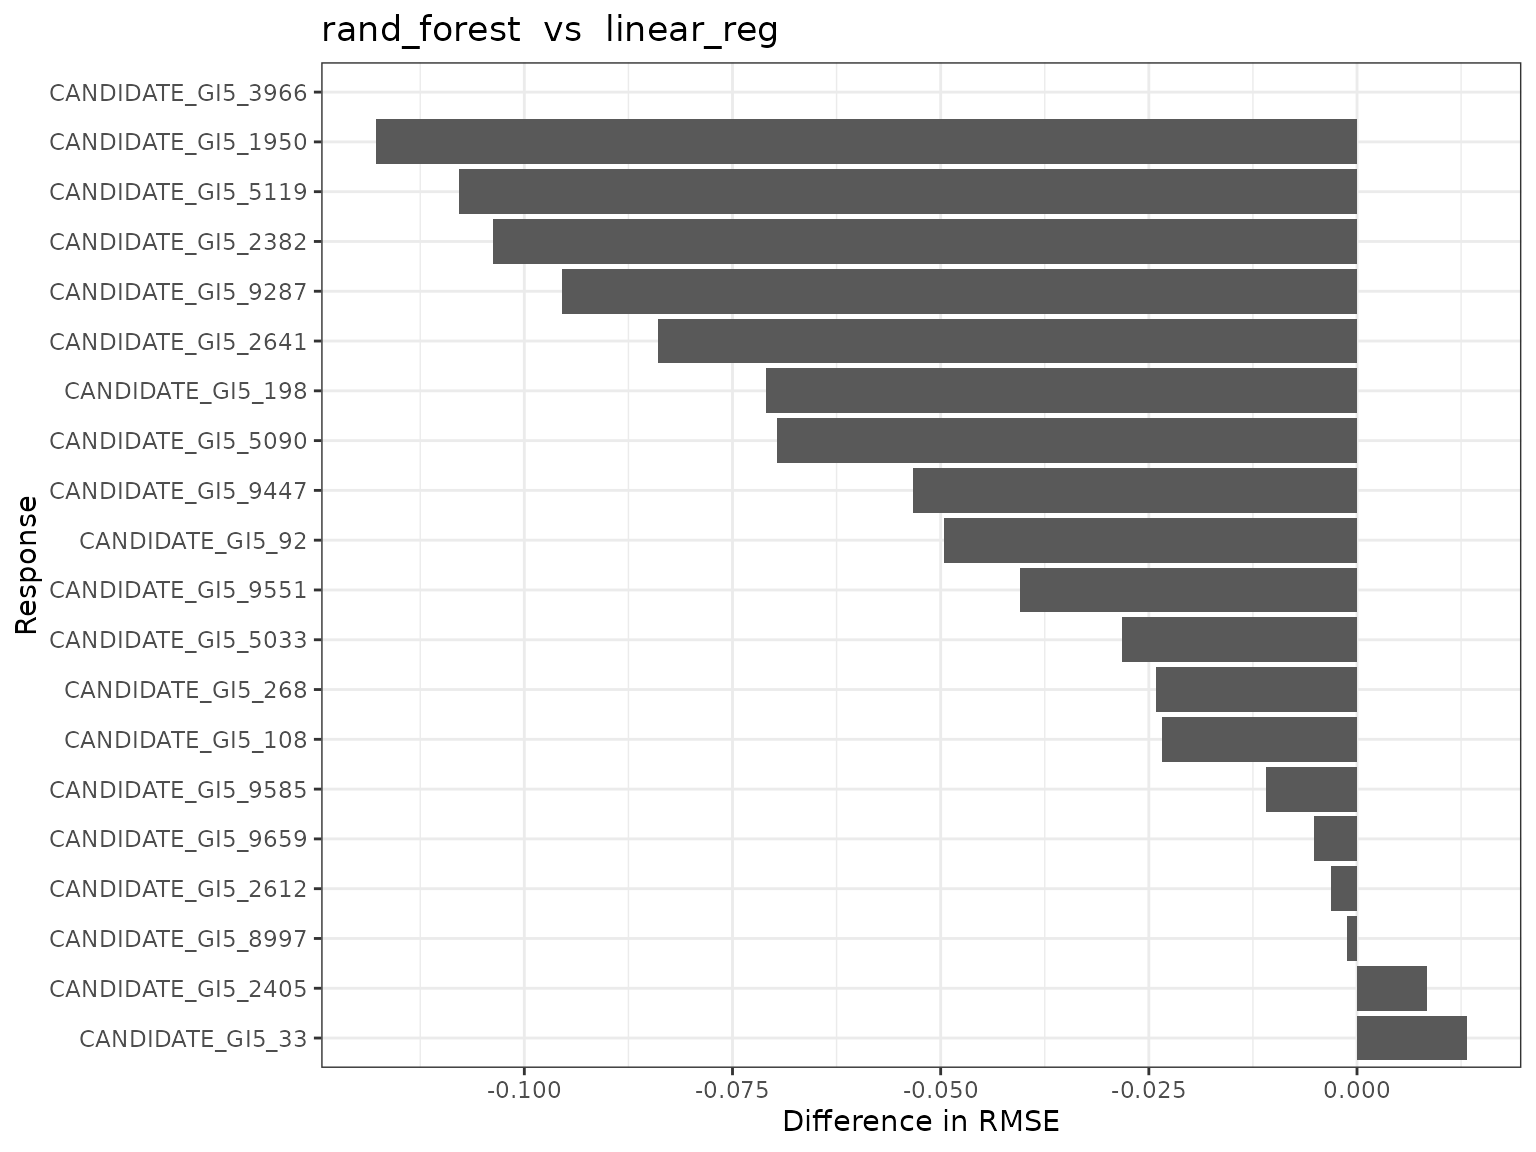 rand_forest vs linear_reg
CANDIDATE_GI5_3966
CANDIDATE_GI5_1950
CANDIDATE_GI5_5119
CANDIDATE_GI5_2382
CANDIDATE_GI5_9287
CANDIDATE_GI5_2641
CANDIDATE_GI5_198
CANDIDATE_GI5_5090
CANDIDATE_GI5_9447
CANDIDATE_GI5_92
CANDIDATE_GI5_9551
CANDIDATE_GI5_5033
CANDIDATE_GI5_268
CANDIDATE_GI5_108
CANDIDATE_GI5_9585
CANDIDATE_GI5_9659
CANDIDATE_GI5_2612
CANDIDATE_GI5_8997
CANDIDATE_GI5_2405
CANDIDATE_GI5_33
Response
-0.100 -0.075 -0.050 -0.025 0.000
Difference in RMSE